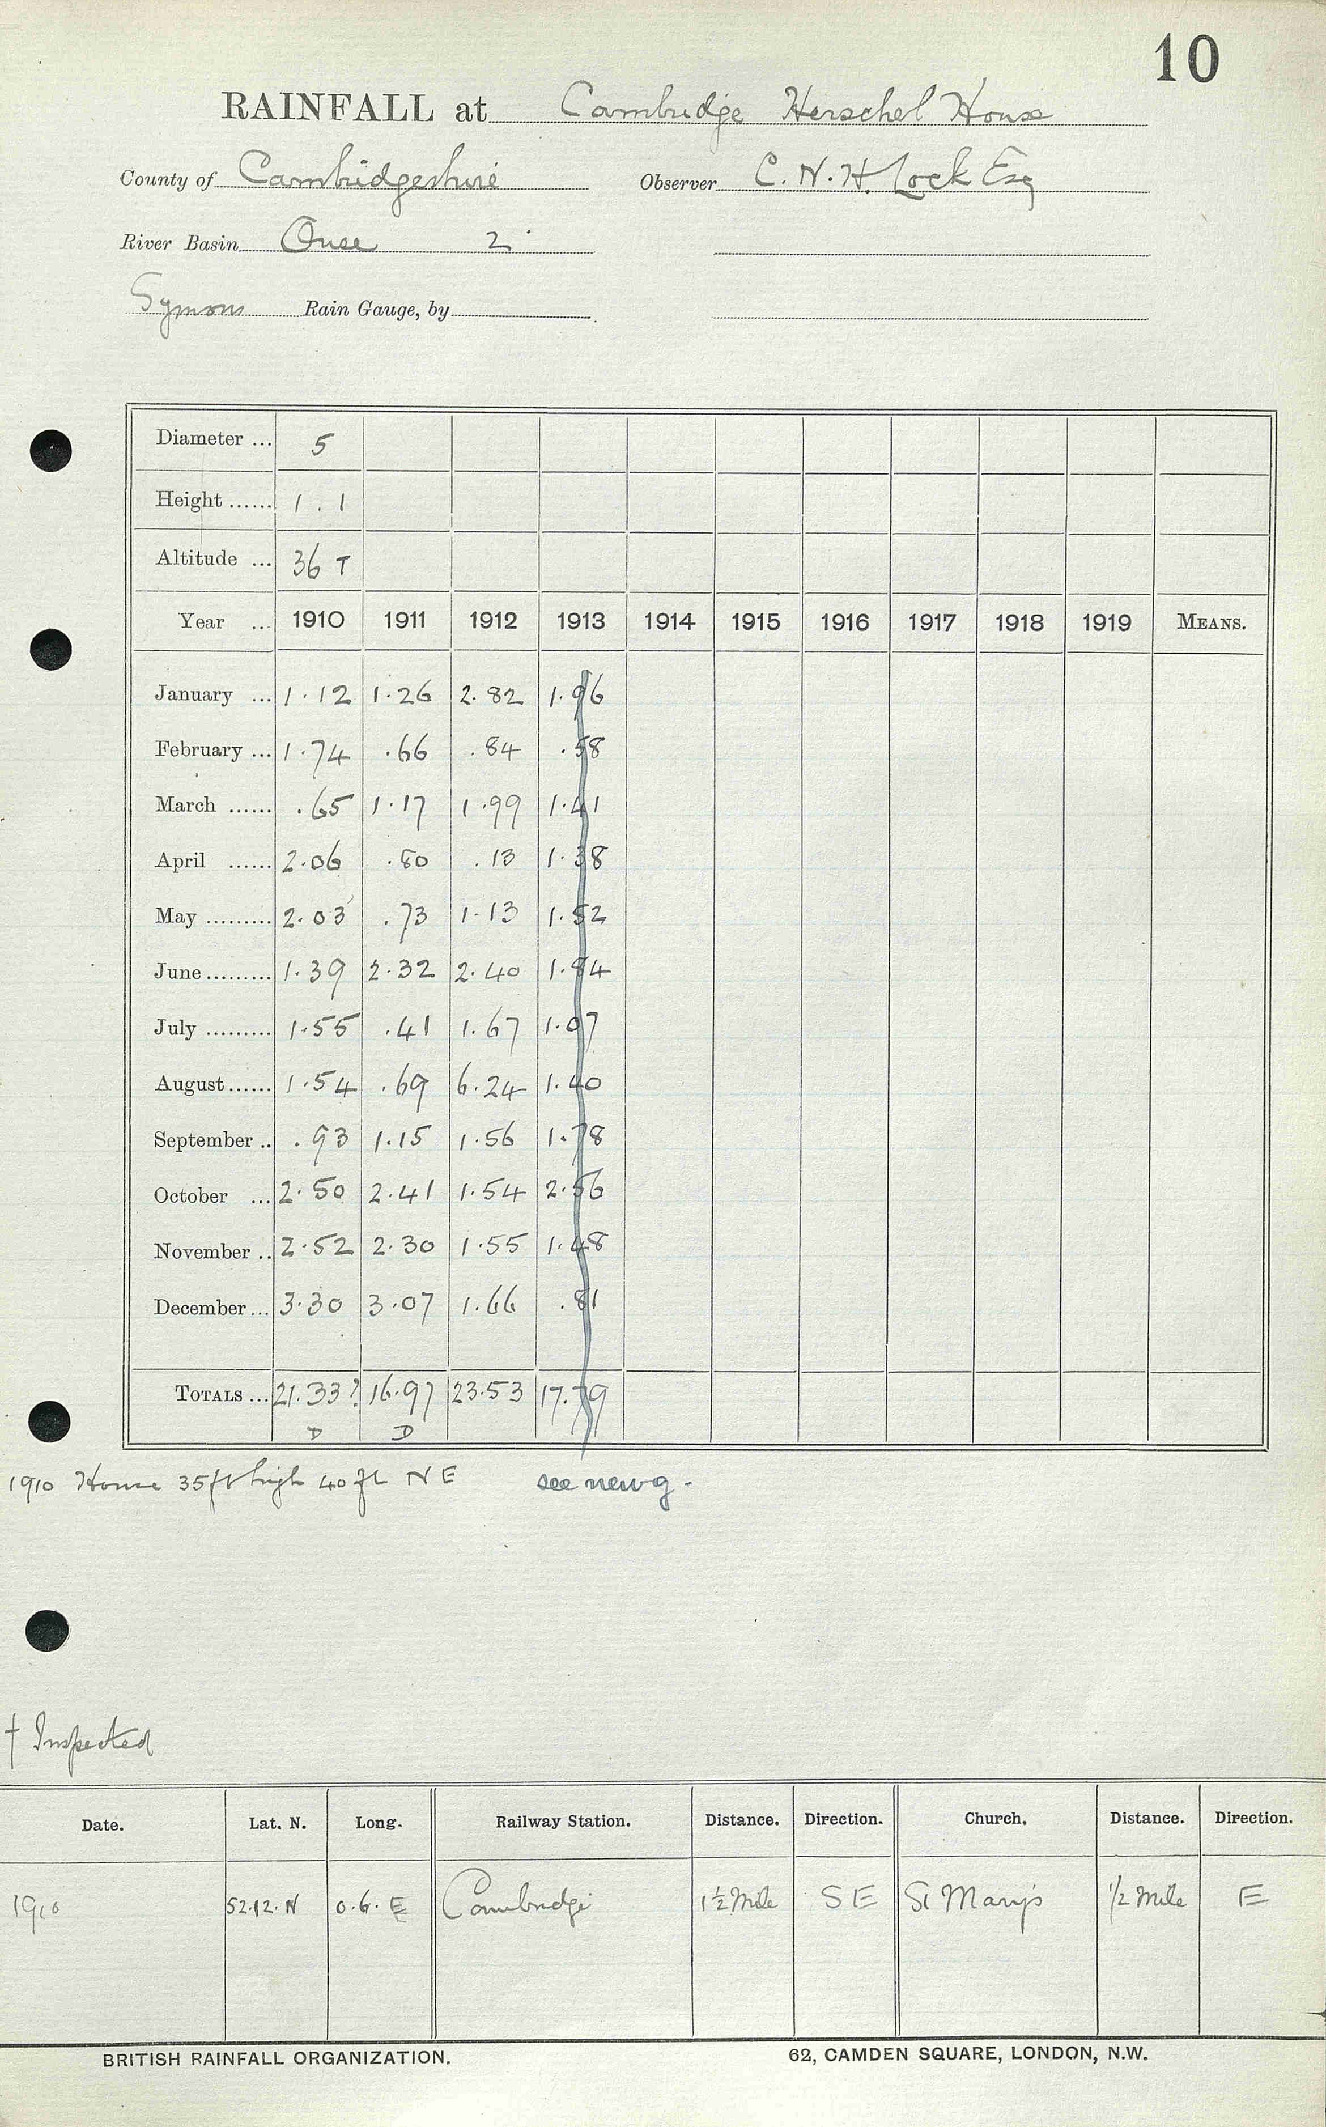 10
RAINFALL at Cambridge Herschel House
County of Cambridgeshire Observer C. N. H. Lock Esq
River Basin Ouse 2
Symons Rain Gauge, by
Diameter ... 5
Height ...... 1 . 1
Altitude ... 36 T
Year ... 1910 1911 1912 1913 1914 1915 1916 1917 1918 1919 MEANS.
January ... 1.12 1.26 2.82 1.96
February ... 1.74 .66 .84 .58
March ...... .65 1.17 1.99 1.41
April ...... 2.06 .80 .13 1.38
May ......... 2.03 .73 1.13 1.52
June ......... 1.39 2.32 2.40 1.84
July ......... 1.55 .41 1.67 1.07
August ...... 1.54 .69 6.24 1.40
September .. .93 1.15 1.56 1.78
October ... 2.50 2.41 1.54 2.56
November .. 2.52 2.30 1.55 1.48
December ... 3.30 3.07 1.66 .81
TOTALS ... 21.33? 16.97 23.53 17.79
D D
1910 House 35ft high 40 ft N E see new g.
† Inspected
Date. Lat. N. Long. Railway Station. Distance. Direction. Church. Distance. Direction.
1910 52.12.N 0.6.E Cambridge 1½ Mile S E St Mary's ½ Mile E
BRITISH RAINFALL ORGANIZATION. 62, CAMDEN SQUARE, LONDON, N.W.